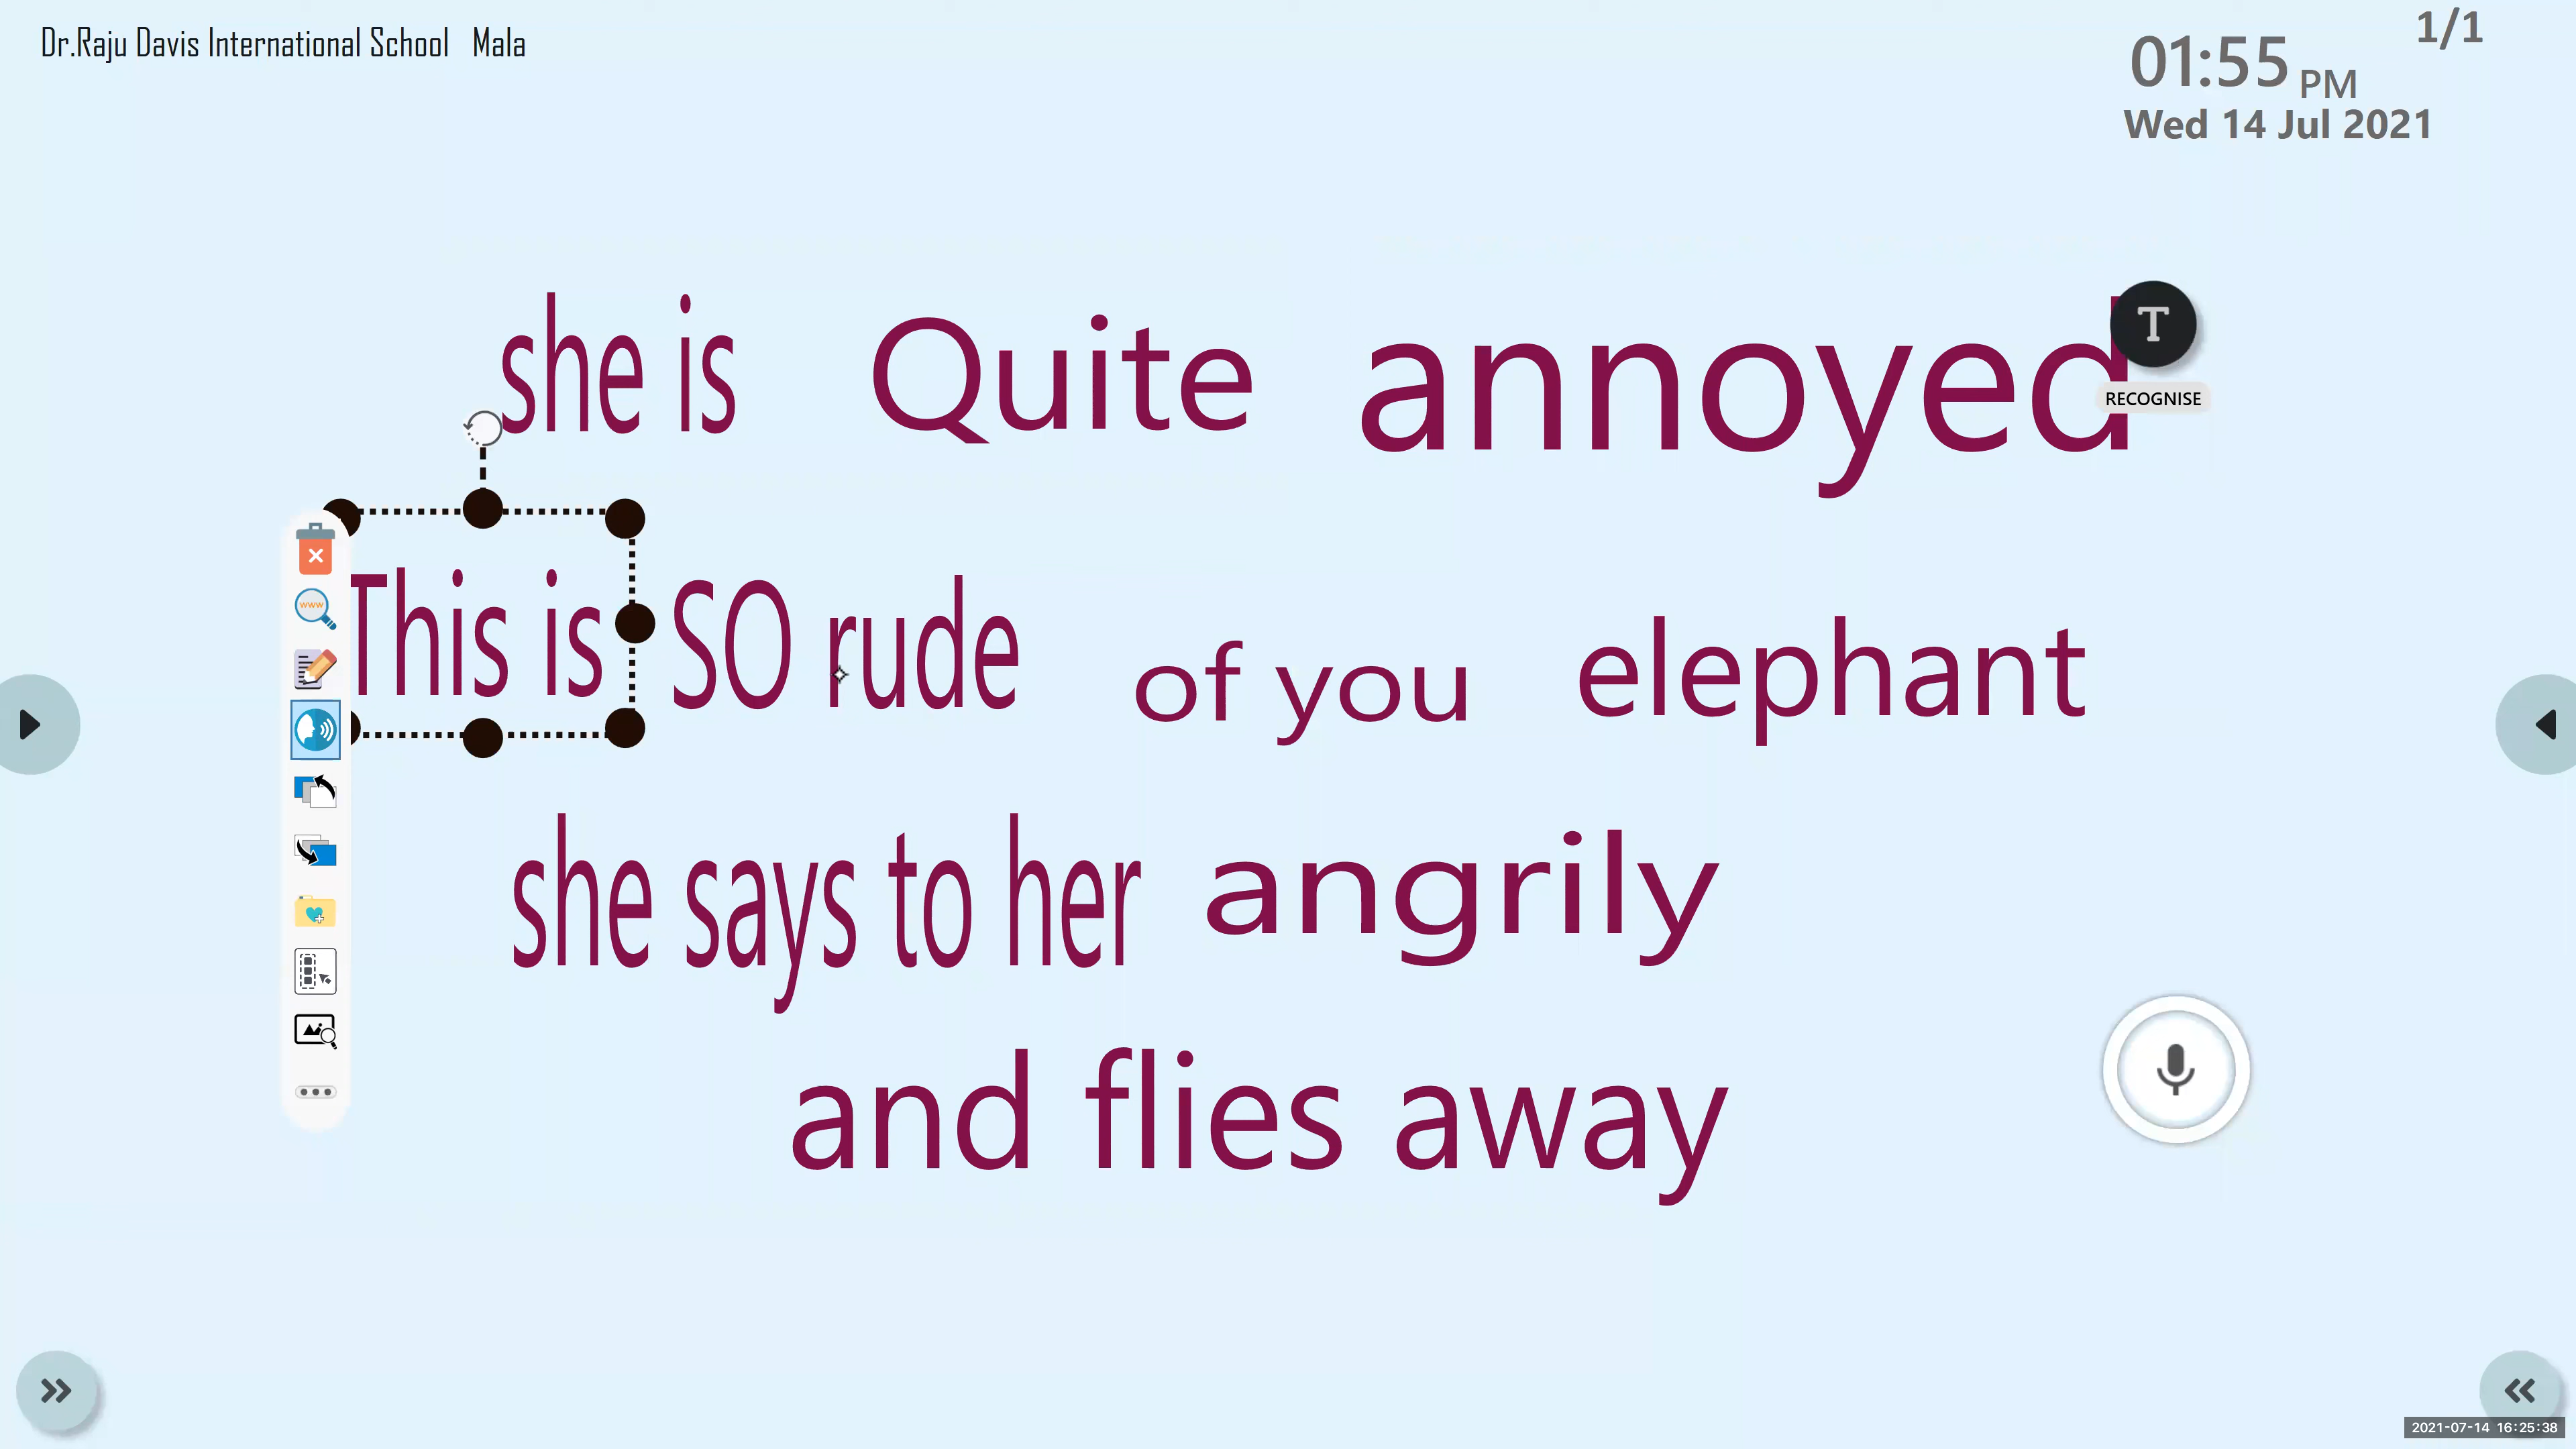 Dr.Raju Davis International School Mala
1/1
01:55 PM
Wed 14 Jul 2021
she is Quite annoyed
T
RECOGNISE
This is SO rude of you elephant
www
she says to her angrily
and flies away
2021-07-14 16:25:38